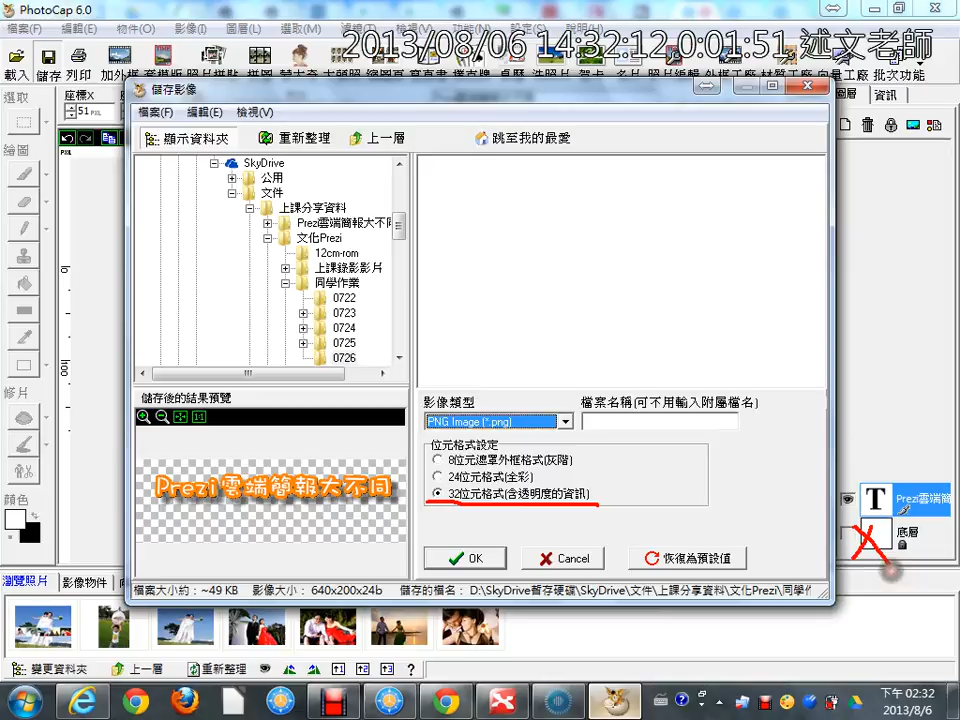 PhotoCap 6.0
檔案(F) 編輯(E) 物件(O) 影像(I) 圖層(L) 選取(M)
2013/08/06 14:32:12 0:01:51 述文老師
載入 儲存 列印
向量工廠 批次功能
選取
座標X
51 PXL
圖層 資訊
繪圖
修片
顏色
儲存影像
檔案(F) 編輯(E) 檢視(V)
顯示資料夾 重新整理 上一層 跳至我的最愛
SkyDrive
公用
文件
上課分享資料
Prezi雲端簡報大不同
文化Prezi
12cm-rom
上課錄影影片
同學作業
0722
0723
0724
0725
0726
儲存後的結果預覽
Prezi雲端簡報大不同
影像類型 檔案名稱(可不用輸入附屬檔名)
PNG Image (*.png)
位元格式設定
8位元遮罩外框格式(灰階)
24位元格式(全彩)
32位元格式(含透明度的資訊)
OK Cancel 恢復為預設值
檔案大小約：~49 KB 影像大小： 640x200x24b 儲存的檔名： D:\SkyDrive暫存硬碟\SkyDrive\文件\上課分享資料\文化Prezi\同學作
T Prezi雲端簡
底層
瀏覽照片 影像物件
變更資料夾 上一層 重新整理
下午 02:32
2013/8/6